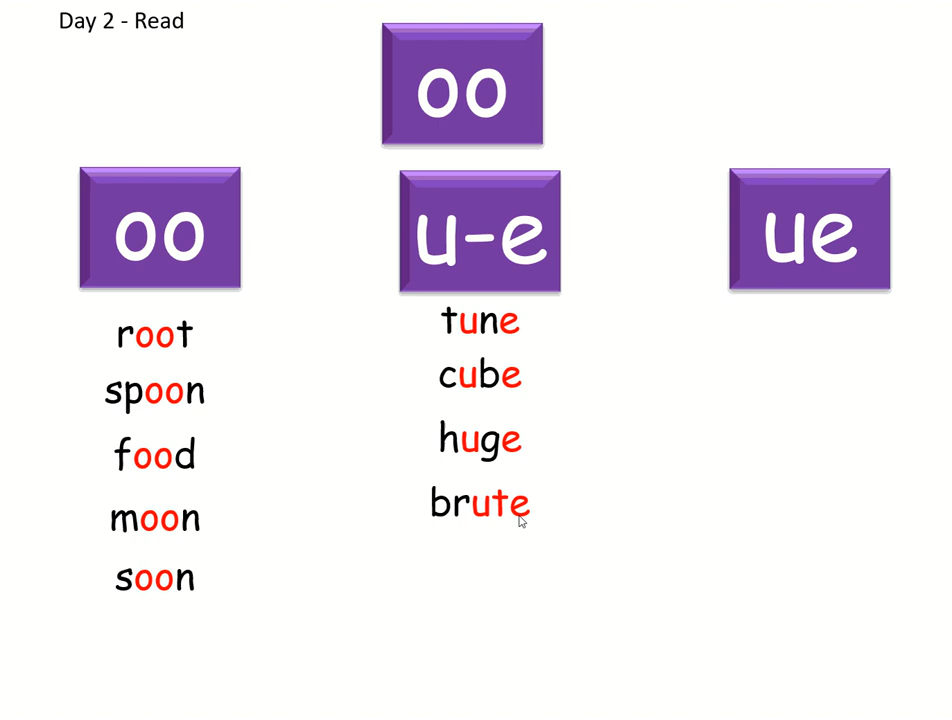 Day 2 - Read
oo
oo
u-e
ue
root
spoon
food
moon
soon
tune
cube
huge
brute